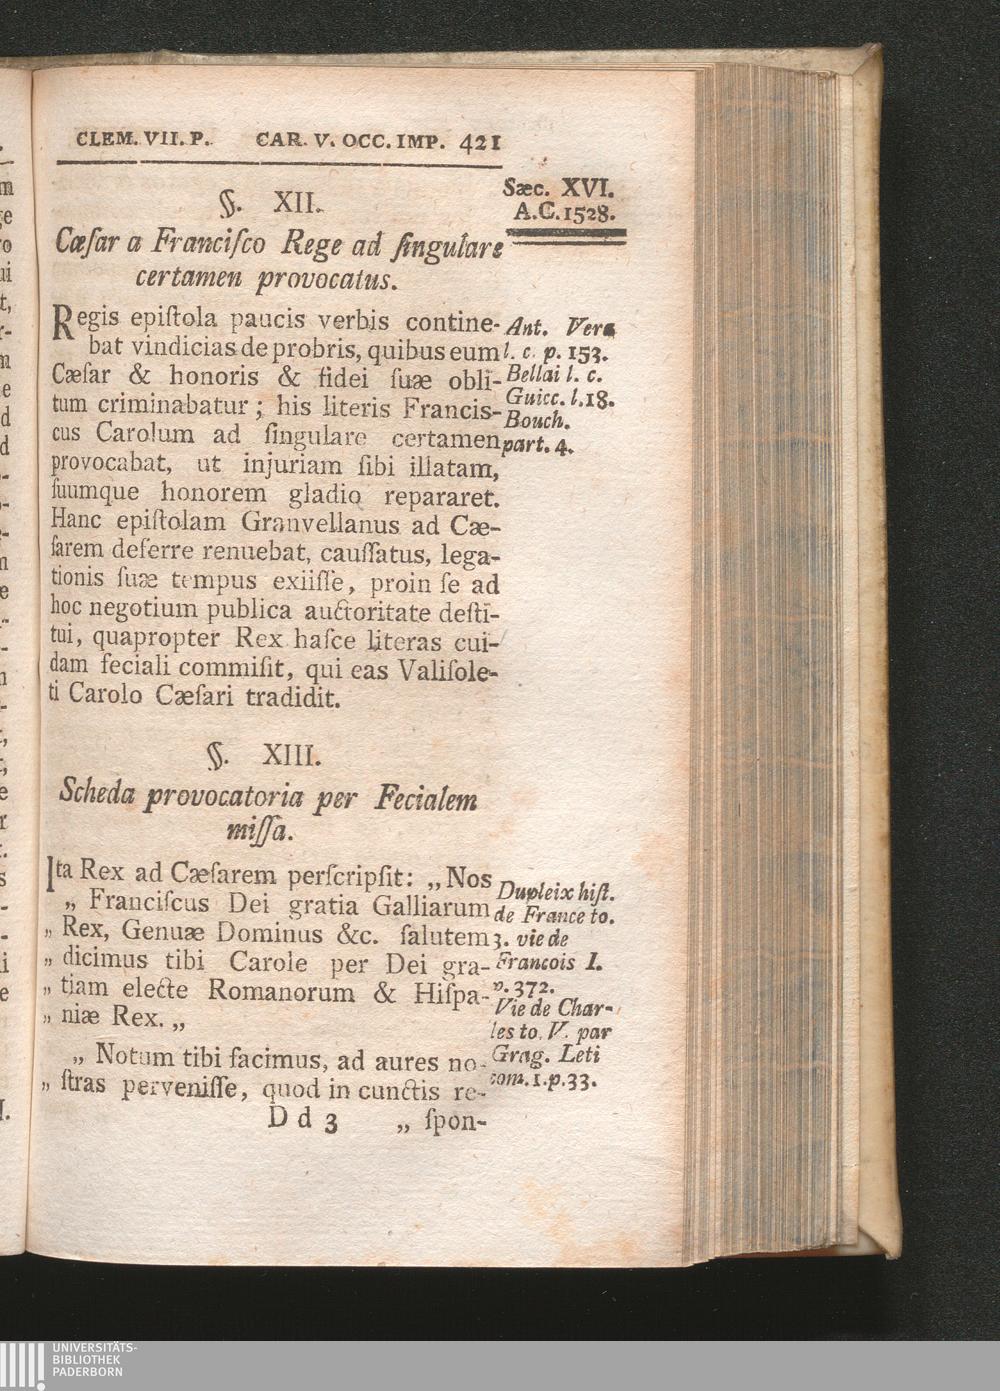 CLEM. VII. P. CAR. V. OCC. IMP. 421
Sæc. XVI.
A.C. 1528.
§. XII.
Cæſar a Franciſco Rege ad ſingulare
certamen provocatus.
Regis epiſtola paucis verbis contine-
bat vindicias de probris, quibus eum
Cæſar & honoris & fidei ſuæ obli-
tum criminabatur; his literis Francis-
cus Carolum ad ſingulare certamen
provocabat, ut injuriam ſibi illatam,
ſuumque honorem gladio repararet.
Hanc epiſtolam Granvellanus ad Cæ-
ſarem deferre renuebat, cauſſatus, lega-
tionis ſuæ tempus exiiſſe, proin ſe ad
hoc negotium publica auctoritate deſti-
tui, quapropter Rex haſce literas cui-
dam feciali commiſit, qui eas Valiſole-
ti Carolo Cæſari tradidit.
Ant. Vera
l. c. p. 153.
Bellai l. c.
Guicc. l.18.
Bouch.
part. 4.
§. XIII.
Scheda provocatoria per Fecialem
miſſa.
Ita Rex ad Cæſarem perſcripſit: „Nos
„ Franciſcus Dei gratia Galliarum
„ Rex, Genuæ Dominus &c. ſalutem
„ dicimus tibi Carole per Dei gra-
„ tiam electe Romanorum & Hiſpa-
„ niæ Rex. „
„ Notum tibi facimus, ad aures no-
„ ſtras perveniſſe, quod in cunctis re-
Dupleix hiſt.
de France to.
3. vie de
Francois I.
p. 372.
Vie de Char-
les to. V. par
Grag. Leti
tom. 1. p. 33.
D d 3 „ ſpon-
UNIVERSITÄTS-
BIBLIOTHEK
PADERBORN